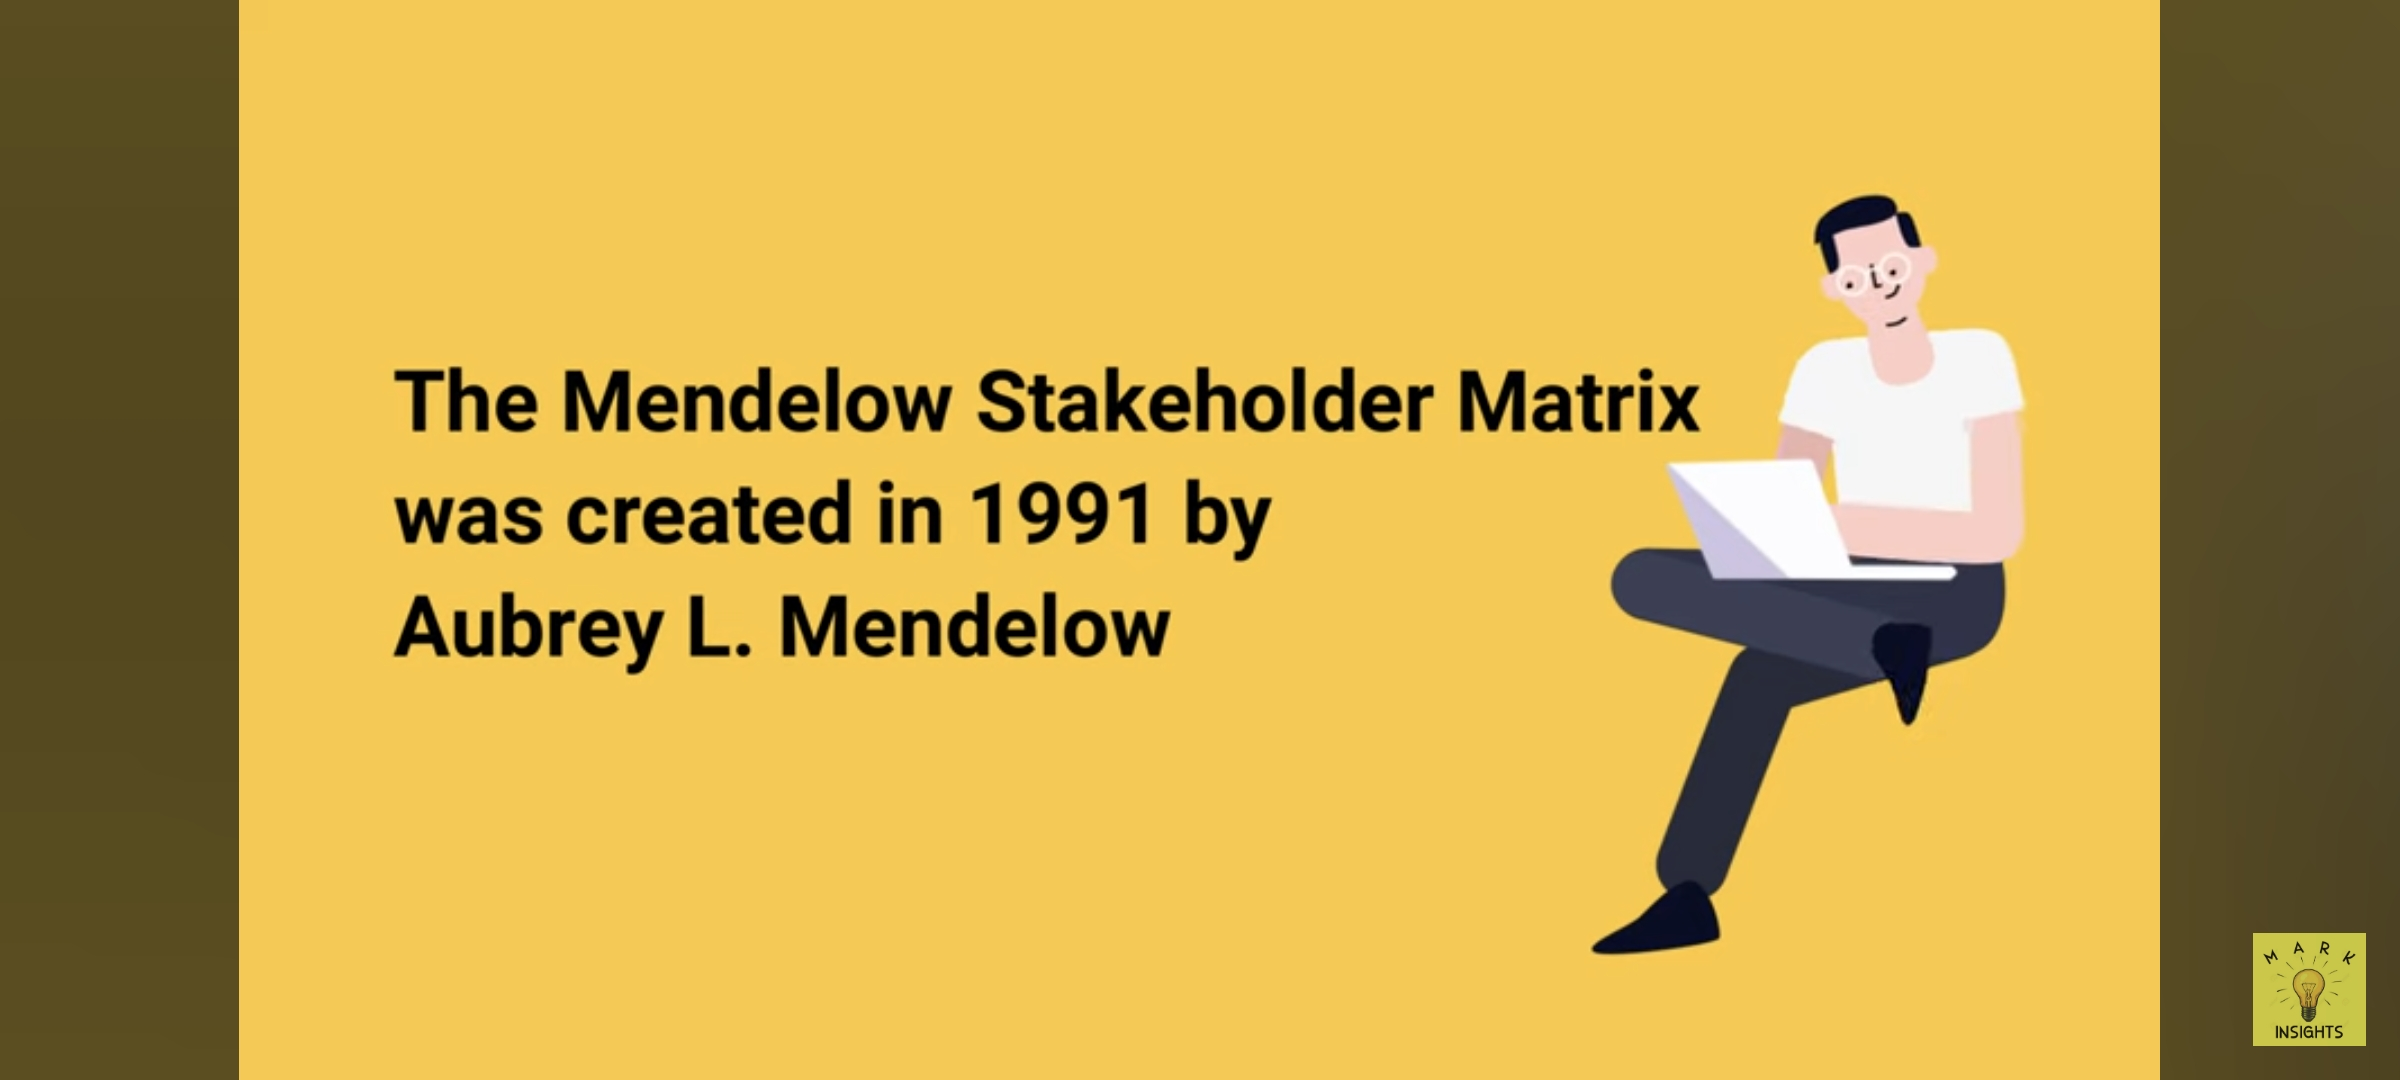 The Mendelow Stakeholder Matrix
was created in 1991 by
Aubrey L. Mendelow
MARK
INSIGHTS